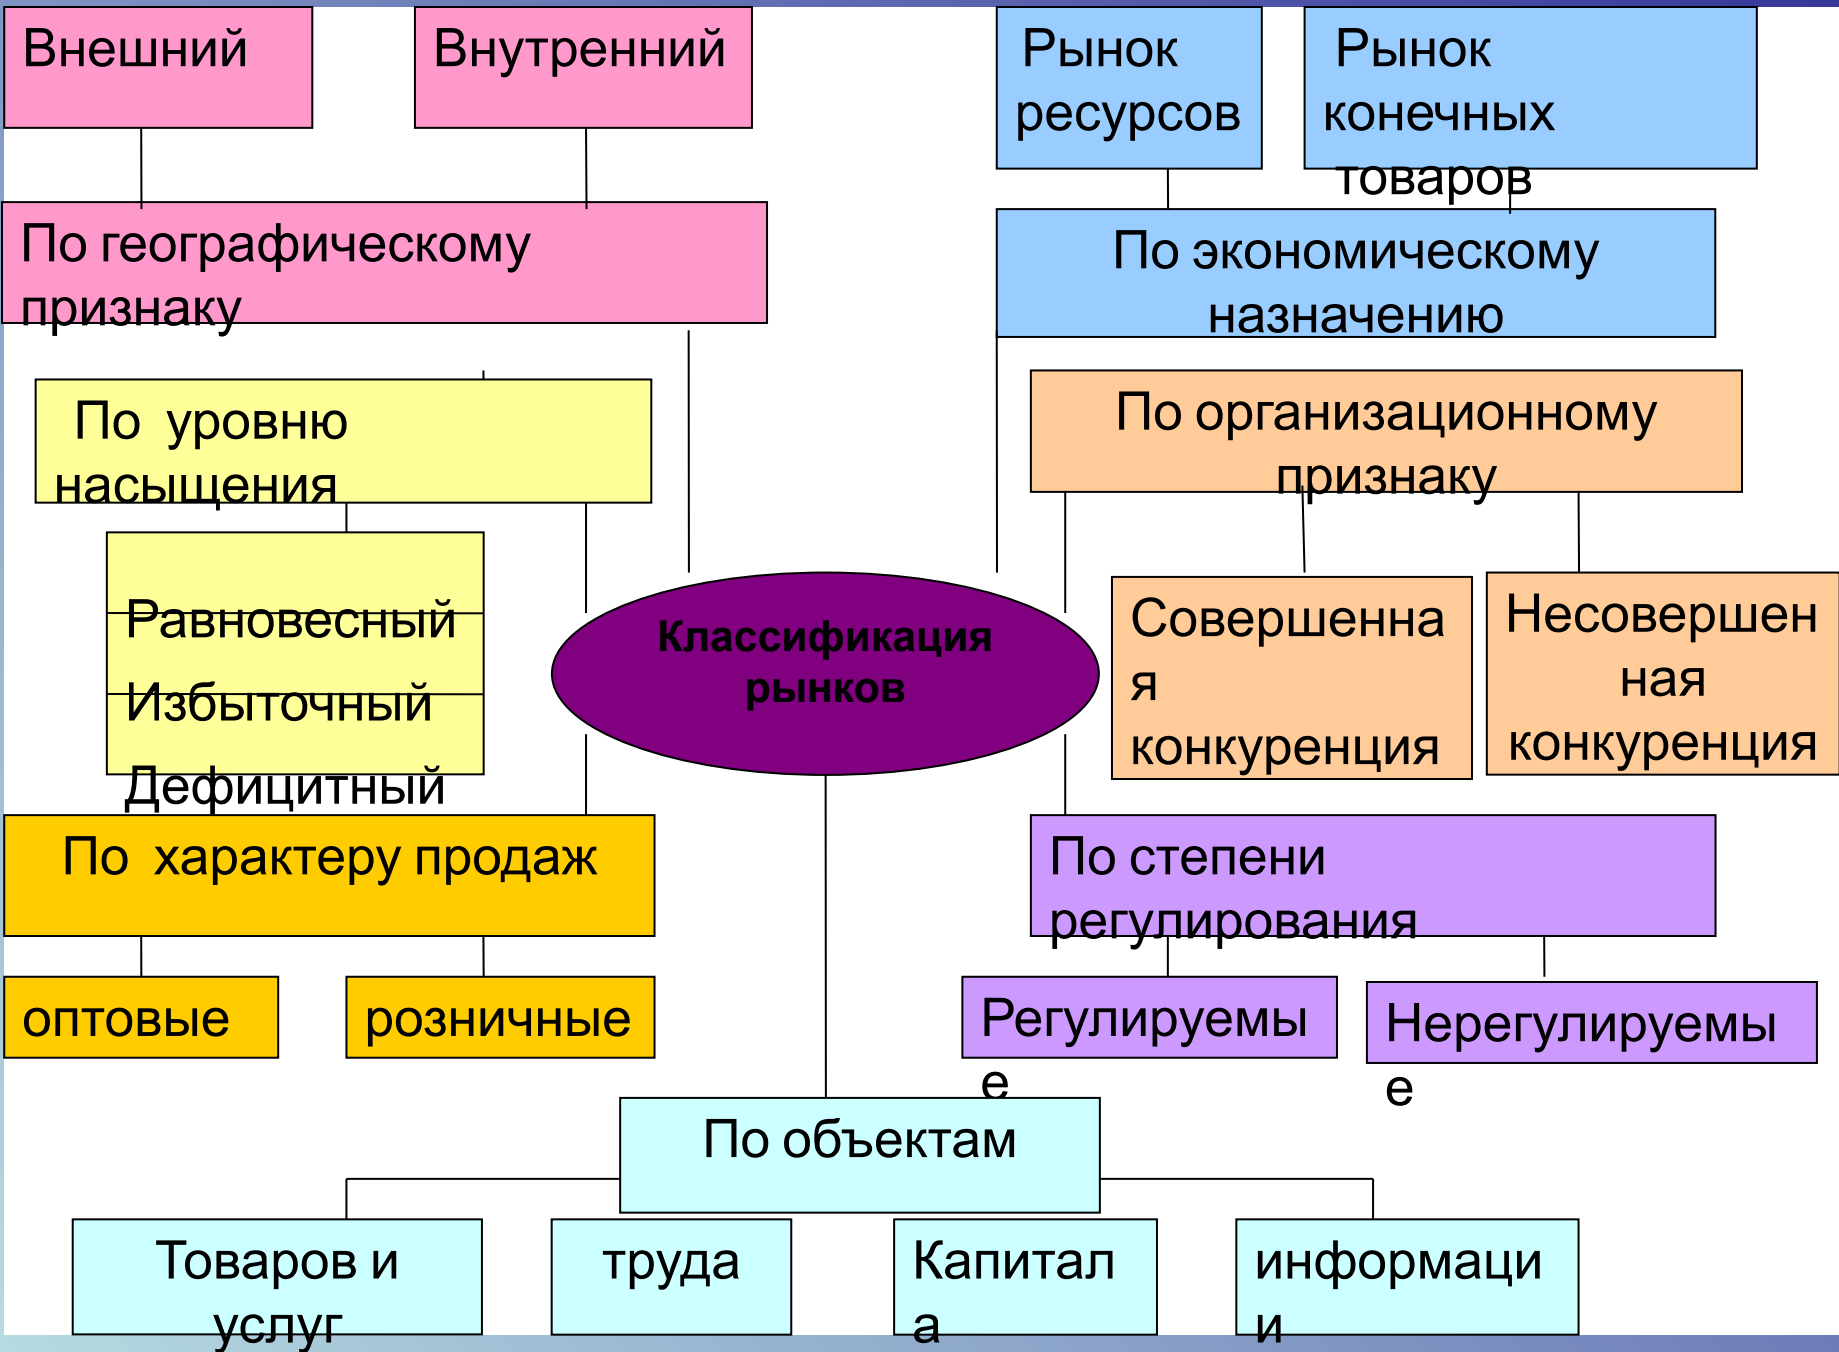 Внешний
Внутренний
Рынок
ресурсов
Рынок
конечных
товаров
По географическому
признаку
По экономическому
назначению
По уровню
насыщения
По организационному
признаку
Равновесный
Избыточный
Дефицитный
Классификация
рынков
Совершенна
я
конкуренция
Несовершен
ная
конкуренция
По характеру продаж
По степени
регулирования
оптовые
розничные
Регулируемы
е
Нерегулируемы
е
По объектам
Товаров и
услуг
труда
Капитал
а
информаци
и